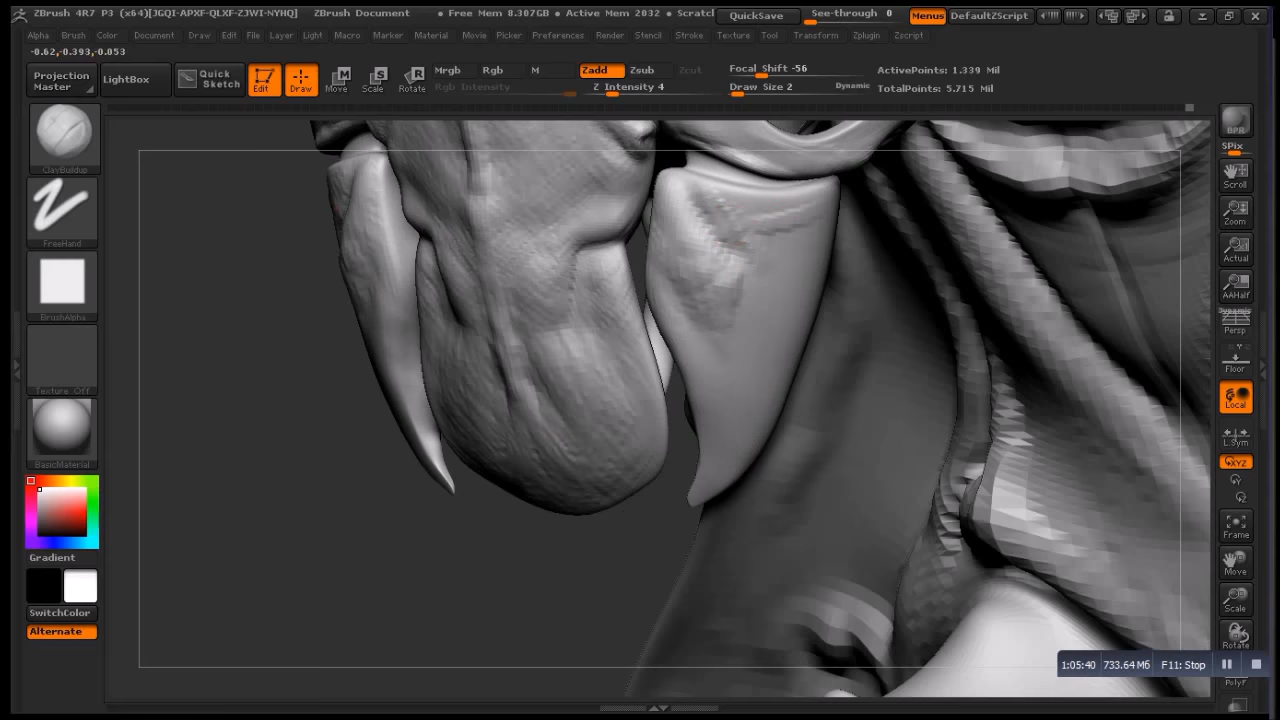 ZBrush 4R7 P3 (x64)[JGQI-APXF-QLXF-ZJWI-NYHQ] ZBrush Document • Free Mem 8.307GB • Active Mem 2032 • Scratcl QuickSave See-through 0 Menus DefaultZScript
Alpha Brush Color Document Draw Edit File Layer Light Macro Marker Material Movie Picker Preferences Render Stencil Stroke Texture Tool Transform Zplugin Zscript
-0.62,-0.393,-0.053
Projection Master
LightBox
Quick Sketch
Edit
Draw
Move
Scale
Rotate
Mrgb Rgb M
Rgb Intensity
Zadd Zsub Zcut
Z Intensity 4
Focal Shift -56
Draw Size 2 Dynamic
ActivePoints: 1.339 Mil
TotalPoints: 5.715 Mil
ClayBuildup
FreeHand
BrushAlpha
Texture Off
BasicMaterial
Gradient
SwitchColor
Alternate
BPR
SPix
Scroll
Zoom
Actual
AAHalf
Dynamic
Persp
Floor
Local
L.Sym
XYZ
Frame
Move
Scale
Rotate
1:05:40 733.64 Мб F11: Stop
PolyF